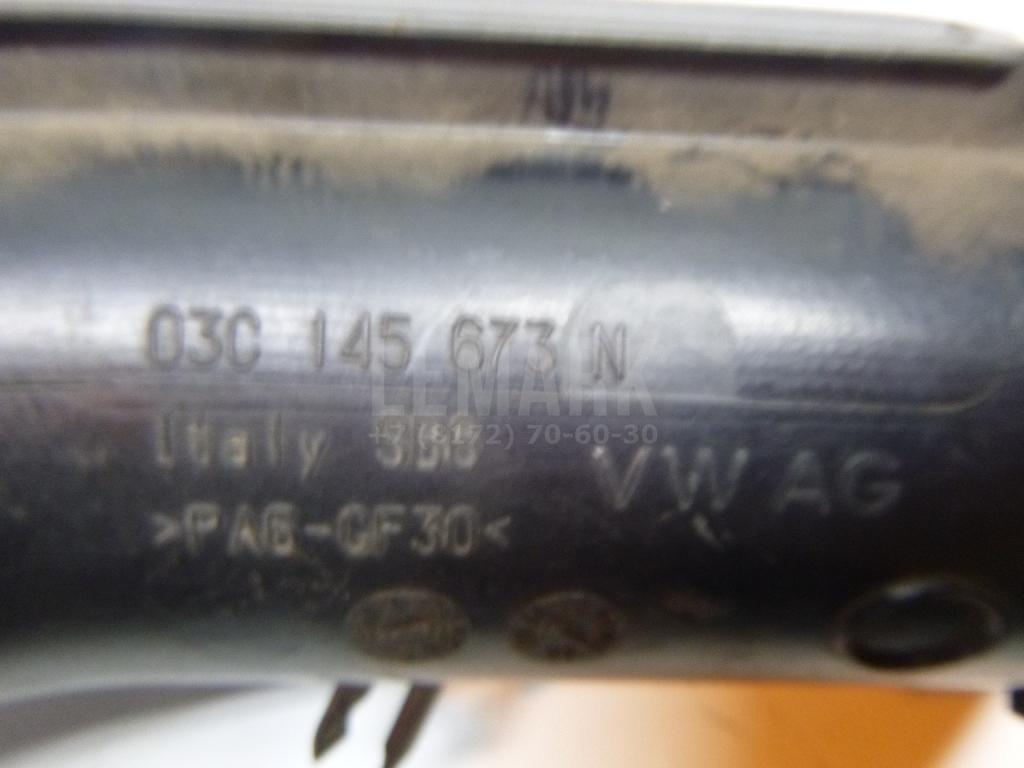 03C 145 673 N
LEMARK
+7 (8172) 70-60-30
Italy
VW AG
>PA6-GF30<